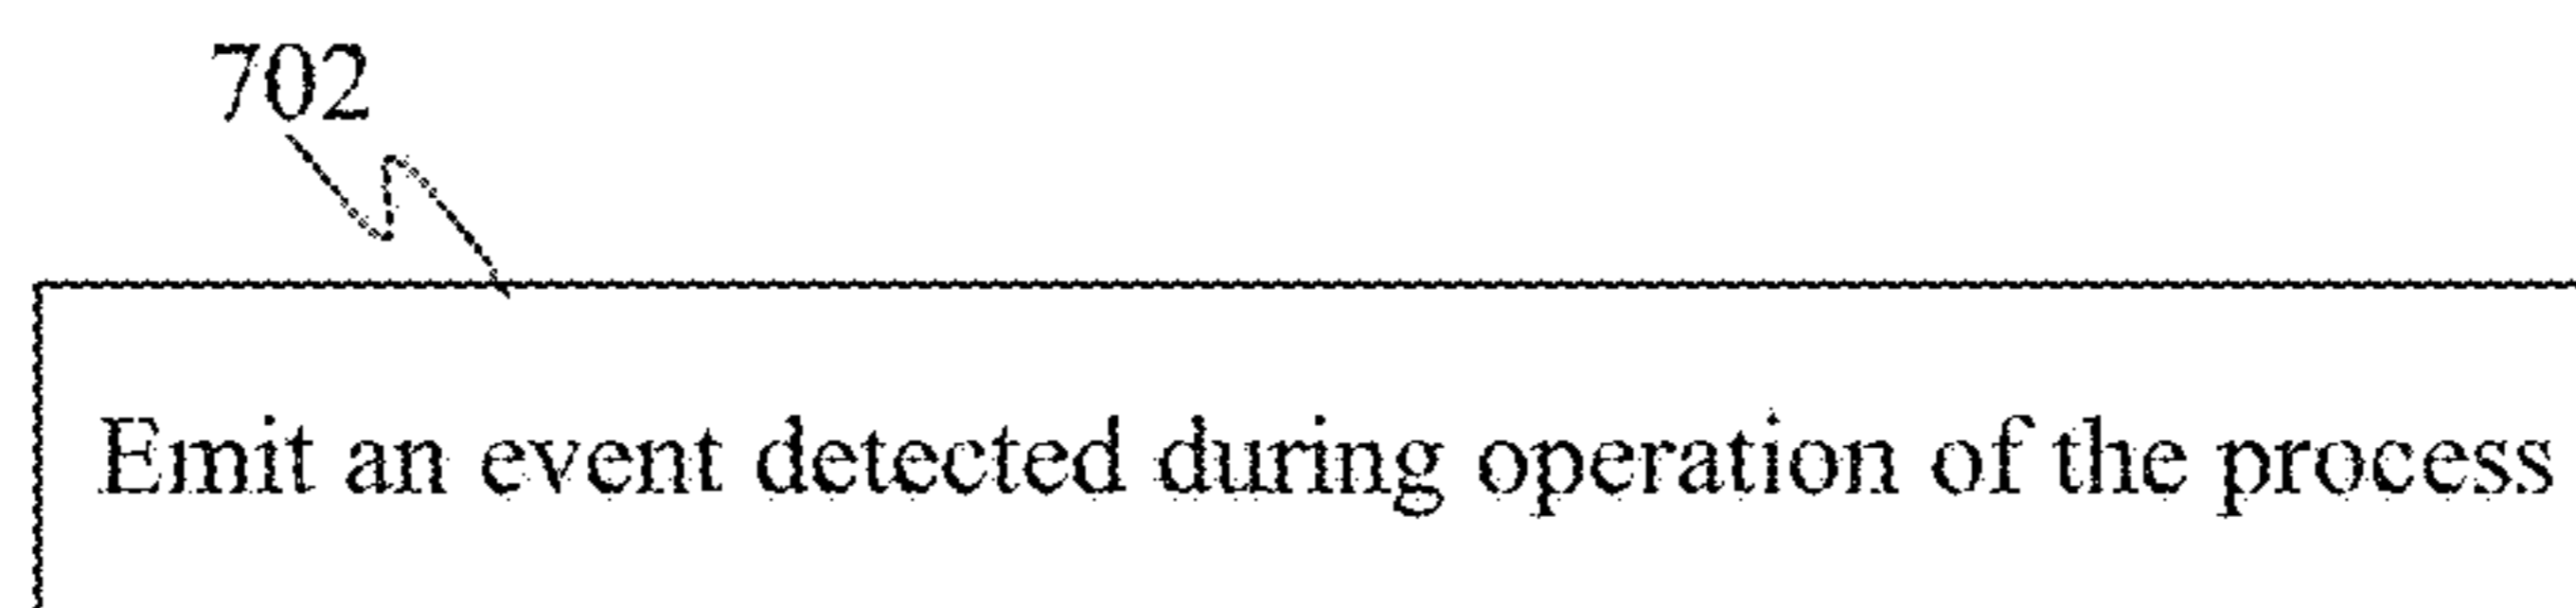 702
Emit an event detected during operation of the process